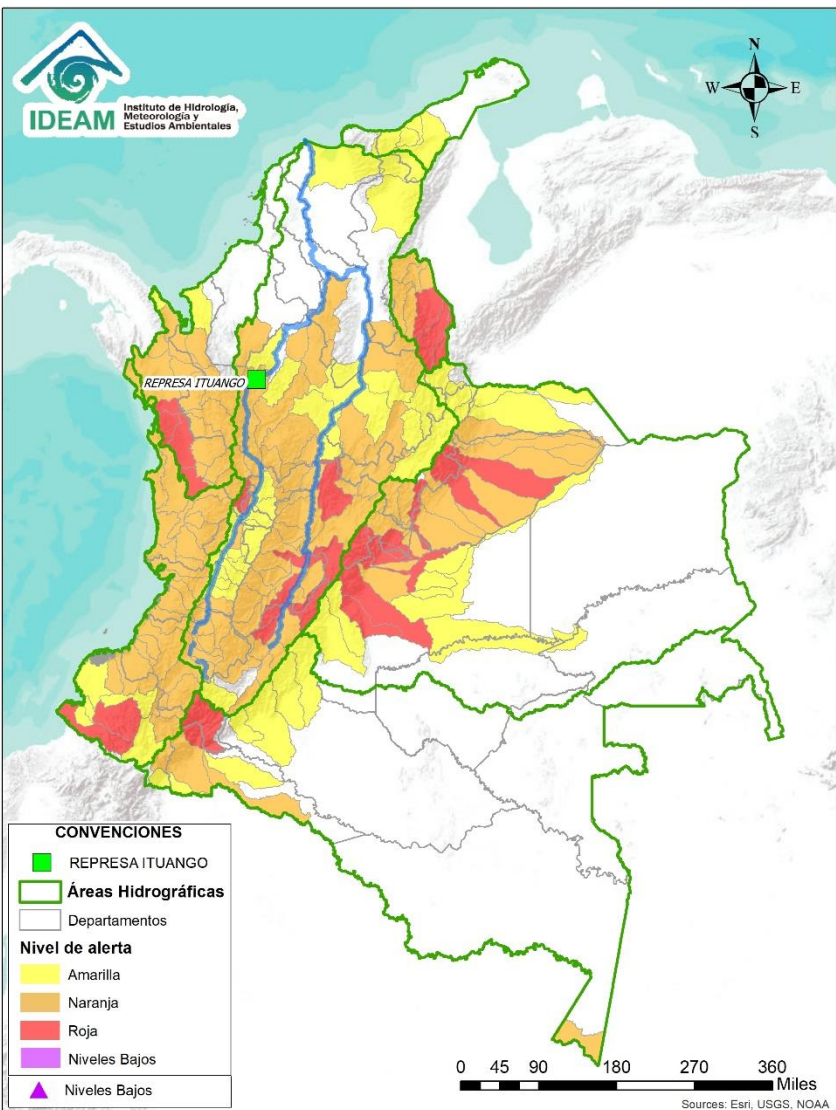 IDEAM
Instituto de Hidrología,
Meteorología y
Estudios Ambientales
N
W
E
S
REPRESA ITUANGO
CONVENCIONES
REPRESA ITUANGO
Áreas Hidrográficas
Departamentos
Nivel de alerta
Amarilla
Naranja
Roja
Niveles Bajos
Niveles Bajos
0 45 90 180 270 360
Miles
Sources: Esri, USGS, NOAA